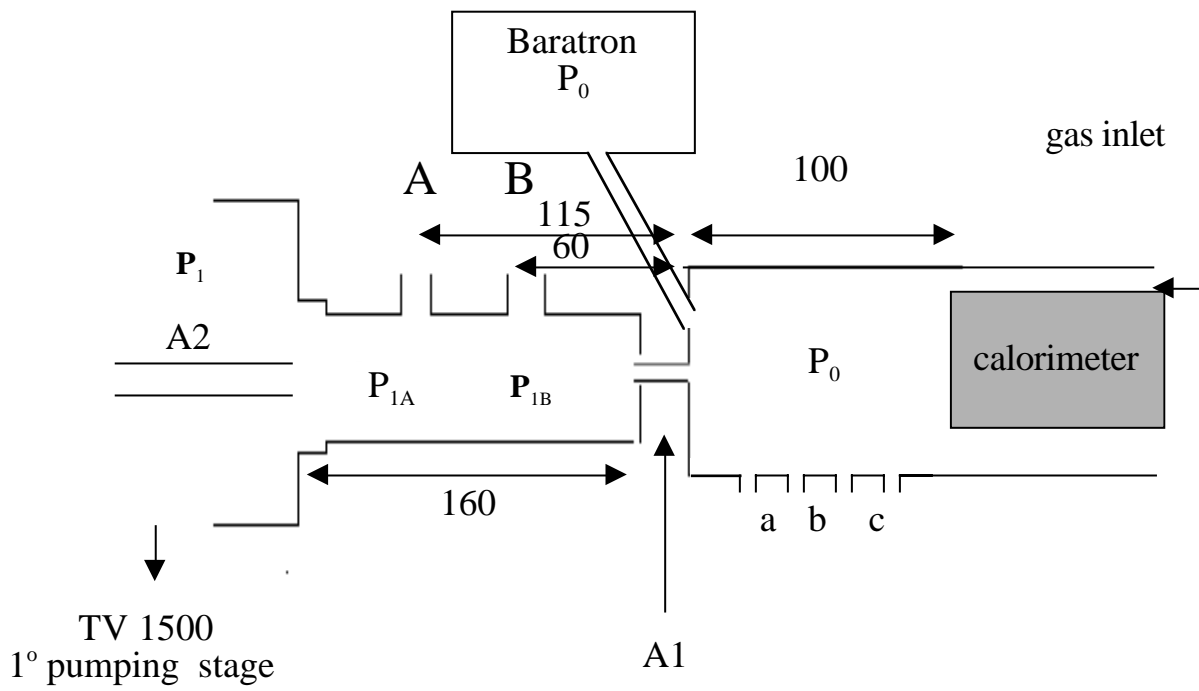 Baratron
P₀
gas inlet
A B
100
115
60
P₁
A2
P₁A
P₁B
P₀
calorimeter
160
a b c
TV 1500
1º pumping stage
A1